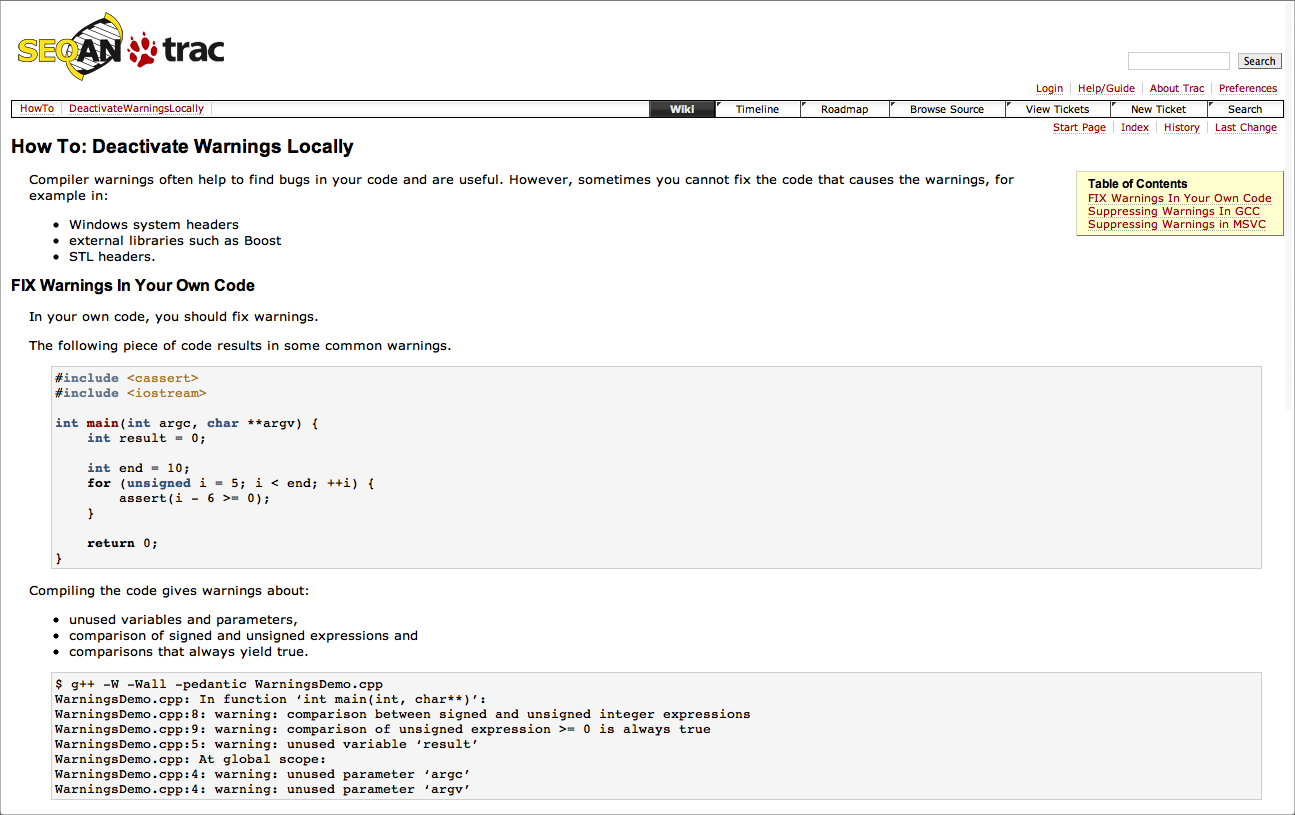 SEQAN trac
Search
Login Help/Guide About Trac Preferences
HowTo DeactivateWarningsLocally Wiki Timeline Roadmap Browse Source View Tickets New Ticket Search
Start Page Index History Last Change
How To: Deactivate Warnings Locally
Compiler warnings often help to find bugs in your code and are useful. However, sometimes you cannot fix the code that causes the warnings, for
example in:
• Windows system headers
• external libraries such as Boost
• STL headers.
Table of Contents
FIX Warnings In Your Own Code
Suppressing Warnings In GCC
Suppressing Warnings in MSVC
FIX Warnings In Your Own Code
In your own code, you should fix warnings.
The following piece of code results in some common warnings.
#include <cassert>
#include <iostream>
int main(int argc, char **argv) {
    int result = 0;
    int end = 10;
    for (unsigned i = 5; i < end; ++i) {
        assert(i - 6 >= 0);
    }
    return 0;
}
Compiling the code gives warnings about:
• unused variables and parameters,
• comparison of signed and unsigned expressions and
• comparisons that always yield true.
$ g++ -W -Wall -pedantic WarningsDemo.cpp
WarningsDemo.cpp: In function ‘int main(int, char**)’:
WarningsDemo.cpp:8: warning: comparison between signed and unsigned integer expressions
WarningsDemo.cpp:9: warning: comparison of unsigned expression >= 0 is always true
WarningsDemo.cpp:5: warning: unused variable ‘result’
WarningsDemo.cpp: At global scope:
WarningsDemo.cpp:4: warning: unused parameter ‘argc’
WarningsDemo.cpp:4: warning: unused parameter ‘argv’